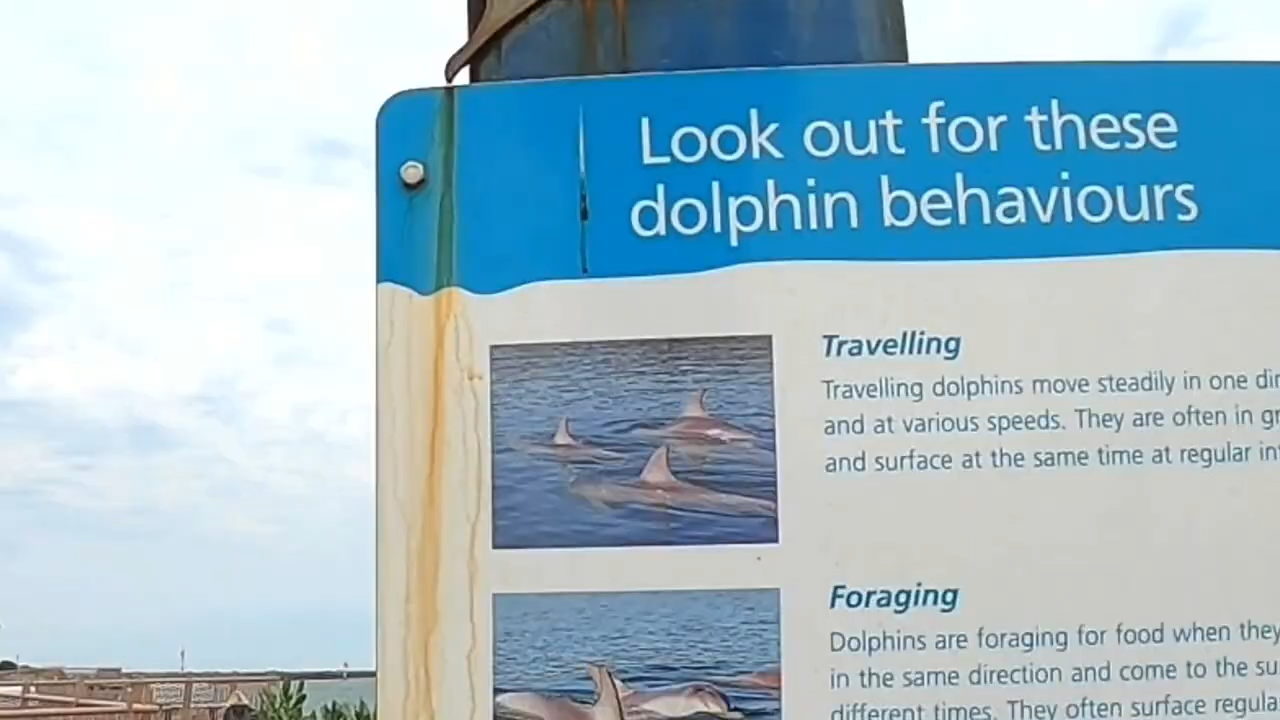 Look out for these
dolphin behaviours
Travelling
Travelling dolphins move steadily in one
and at various speeds. They are often in
and surface at the same time at regular
Foraging
Dolphins are foraging for food when they
in the same direction and come to the
different times. They often surface